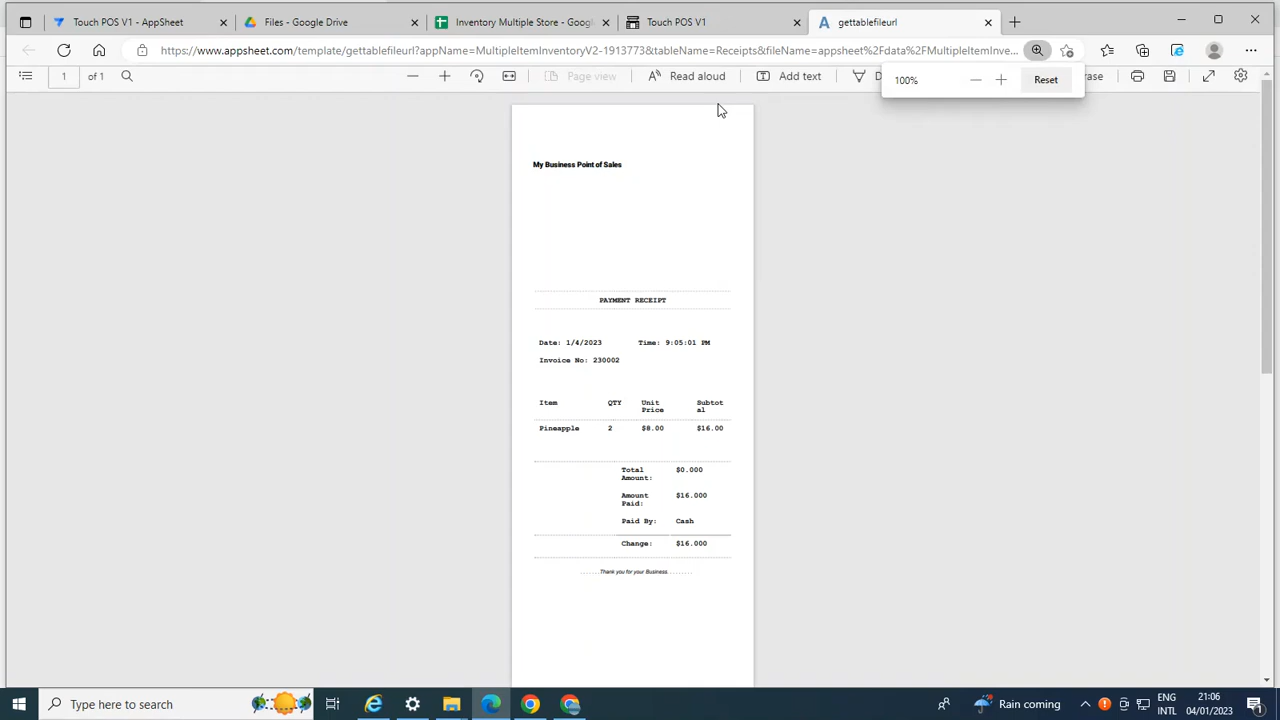 Touch POS V1 - AppSheet
Files - Google Drive
Inventory Multiple Store - Googl
Touch POS V1
gettablefileurl
https://www.appsheet.com/template/gettablefileurl?appName=MultipleItemInventoryV2-1913773&tableName=Receipts&fileName=appsheet%2Fdata%2FMultipleItemInve...
1 of 1
Page view
Read aloud
Add text
D
ase
100%
Reset
My Business Point of Sales
PAYMENT RECEIPT
Date: 1/4/2023 Time: 9:05:01 PM
Invoice No: 230002
Item QTY Unit Price Subtot al
Pineapple 2 $8.00 $16.00
Total Amount: $0.000
Amount Paid: $16.000
Paid By: Cash
Change: $16.000
.......Thank you for your Business.........
Type here to search
Rain coming
ENG
INTL
21:06
04/01/2023